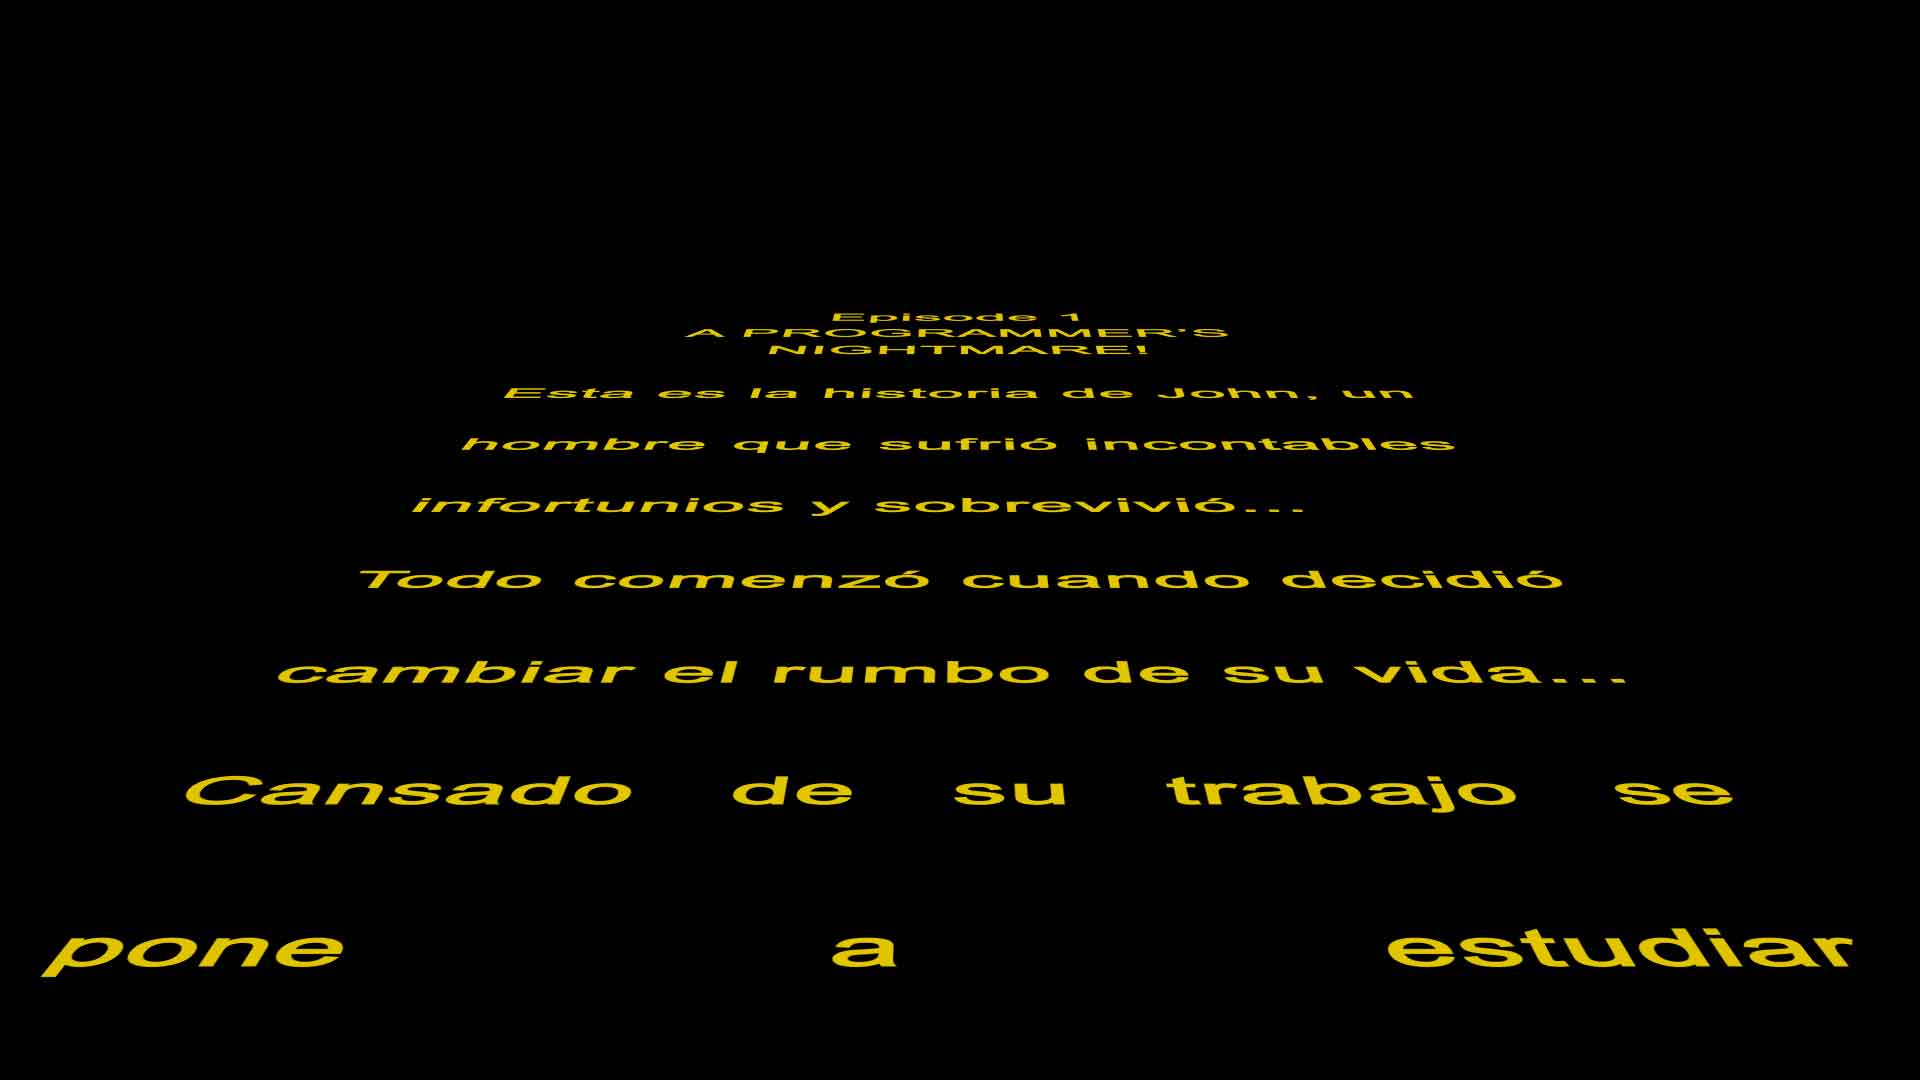 Episode 1
A PROGRAMMER'S
NIGHTMARE!
Esta es la historia de John, un
hombre que sufrió incontables
infortunios y sobrevivió...
Todo comenzó cuando decidió
cambiar el rumbo de su vida...
Cansado de su trabajo se
pone a estudiar